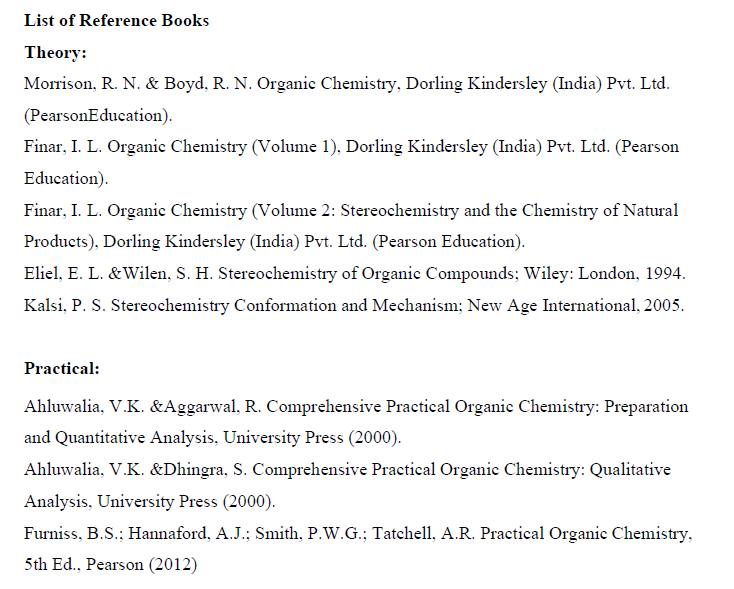 List of Reference Books
Theory:
Morrison, R. N. & Boyd, R. N. Organic Chemistry, Dorling Kindersley (India) Pvt. Ltd.
(PearsonEducation).
Finar, I. L. Organic Chemistry (Volume 1), Dorling Kindersley (India) Pvt. Ltd. (Pearson
Education).
Finar, I. L. Organic Chemistry (Volume 2: Stereochemistry and the Chemistry of Natural
Products), Dorling Kindersley (India) Pvt. Ltd. (Pearson Education).
Eliel, E. L. &Wilen, S. H. Stereochemistry of Organic Compounds; Wiley: London, 1994.
Kalsi, P. S. Stereochemistry Conformation and Mechanism; New Age International, 2005.
Practical:
Ahluwalia, V.K. &Aggarwal, R. Comprehensive Practical Organic Chemistry: Preparation
and Quantitative Analysis, University Press (2000).
Ahluwalia, V.K. &Dhingra, S. Comprehensive Practical Organic Chemistry: Qualitative
Analysis, University Press (2000).
Furniss, B.S.; Hannaford, A.J.; Smith, P.W.G.; Tatchell, A.R. Practical Organic Chemistry,
5th Ed., Pearson (2012)